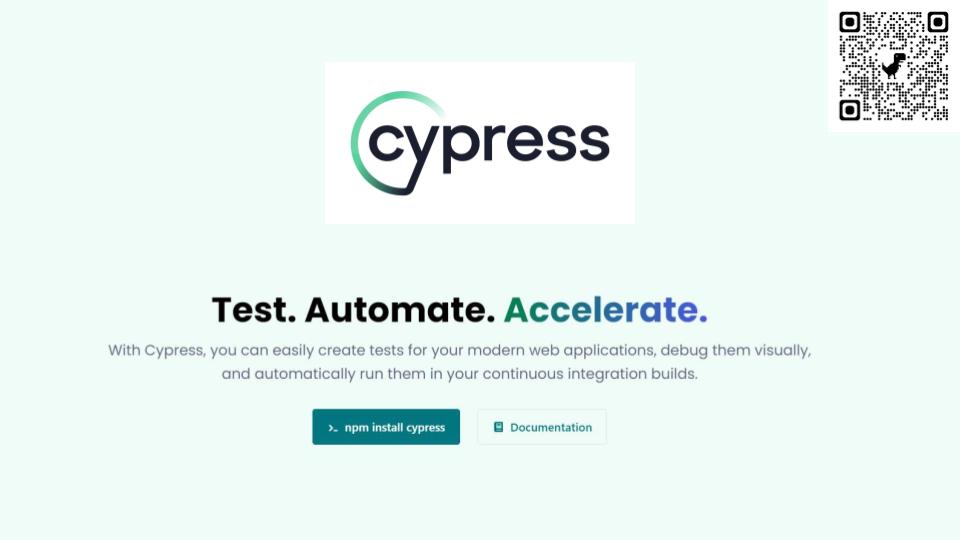 cypress
Test. Automate. Accelerate.
With Cypress, you can easily create tests for your modern web applications, debug them visually,
and automatically run them in your continuous integration builds.
>_ npm install cypress
Documentation